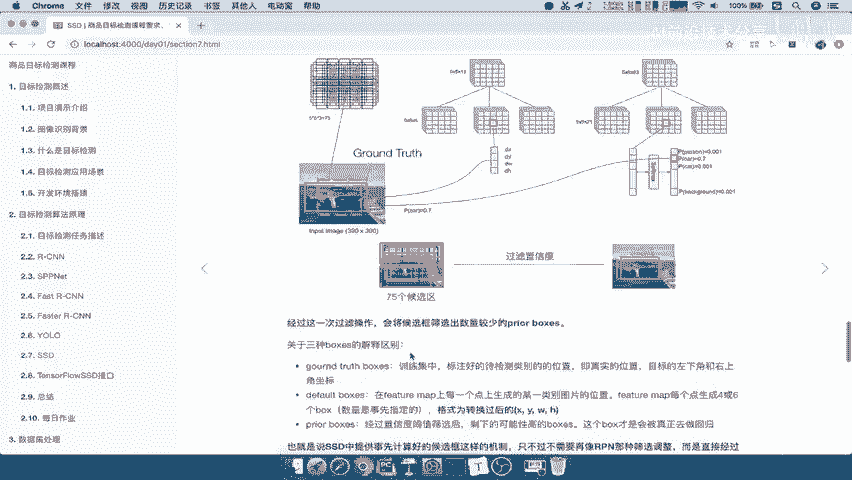 Chrome 文件 修改 视图 历史记录 书签 其他人 电动窗 帮助
100%
SSD | 商品目标检测课程要求、
localhost:4000/day01/section7.html
商品目标检测课程
1. 目标检测概述
1.1. 项目演示介绍
1.2. 图像识别背景
1.3. 什么是目标检测
1.4. 目标检测应用场景
1.5. 开发环境搭建
2. 目标检测算法原理
2.1. 目标检测任务描述
2.2. R-CNN
2.3. SPPNet
2.4. Fast R-CNN
2.5. Faster R-CNN
2.6. YOLO
2.7. SSD
2.8. TensorFlowSSD接口
2.9. 总结
2.10. 每日作业
3. 数据集处理
5*5*3=75
Ground Truth
Input Image (300 x 300)
P(car)=0.7
dx
dy
dw
dh
Softmax
P(person)=0.001
P(car)=0.7
P(cat)=0.001
P(background)=0.001
75个候选区
过滤置信度
经过这一次过滤操作，会将候选框筛选出数量较少的prior boxes。
关于三种boxes的解释区别：
gournd truth boxes：训练集中，标注好的待检测类别的的位置，即真实的位置，目标的左下角和右上
角坐标
default boxes：在feature map上每一个点上生成的某一类别图片的位置。feature map每个点生成4或6
个box（数量是事先指定的），格式为转换过后的(x, y, w, h)
prior boxes：经过置信度阈值筛选后，剩下的可能性高的boxes。这个box才是会被真正去做回归
也就是说SSD中提供事先计算好的候选框这样的机制，只不过不需要再像RPN那种筛选调整，而是直接经过